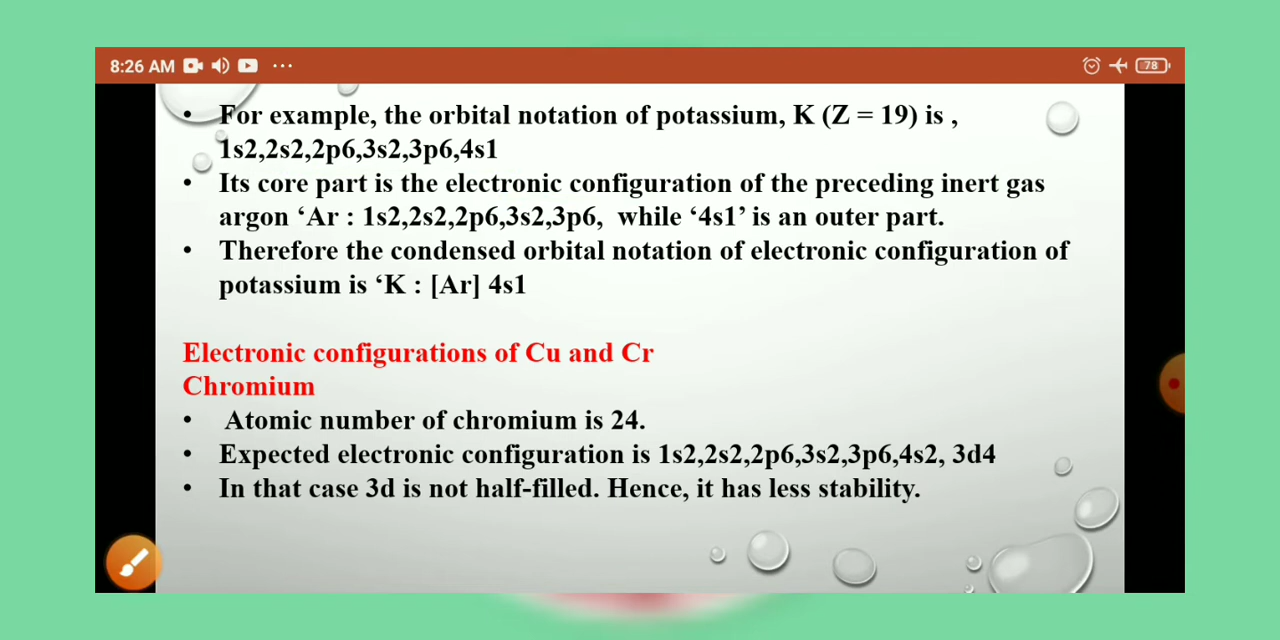 8:26 AM ... 78
• For example, the orbital notation of potassium, K (Z = 19) is ,
1s2,2s2,2p6,3s2,3p6,4s1
• Its core part is the electronic configuration of the preceding inert gas
argon ‘Ar : 1s2,2s2,2p6,3s2,3p6, while ‘4s1’ is an outer part.
• Therefore the condensed orbital notation of electronic configuration of
potassium is ‘K : [Ar] 4s1
Electronic configurations of Cu and Cr
Chromium
• Atomic number of chromium is 24.
• Expected electronic configuration is 1s2,2s2,2p6,3s2,3p6,4s2, 3d4
• In that case 3d is not half-filled. Hence, it has less stability.